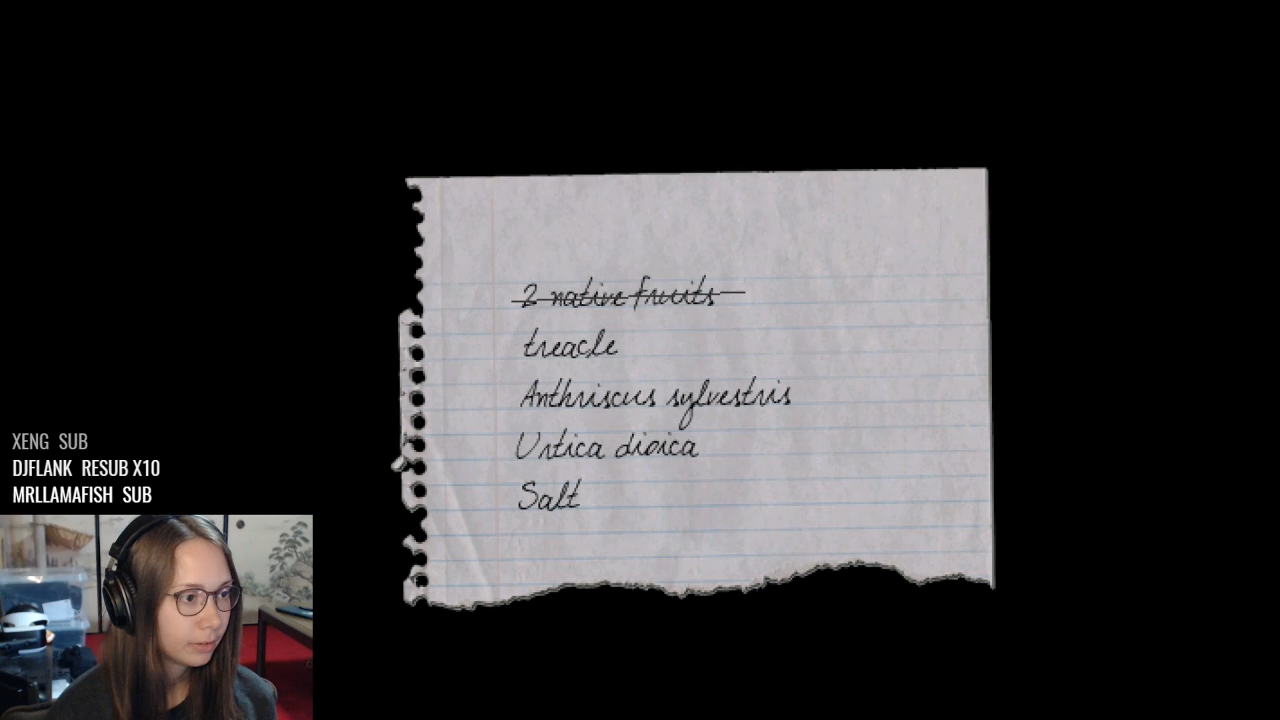 2 native fruits
treacle
Anthriscus sylvestris
Urtica dioica
Salt
XENG SUB
DJFLANK RESUB X10
MRLLAMAFISH SUB